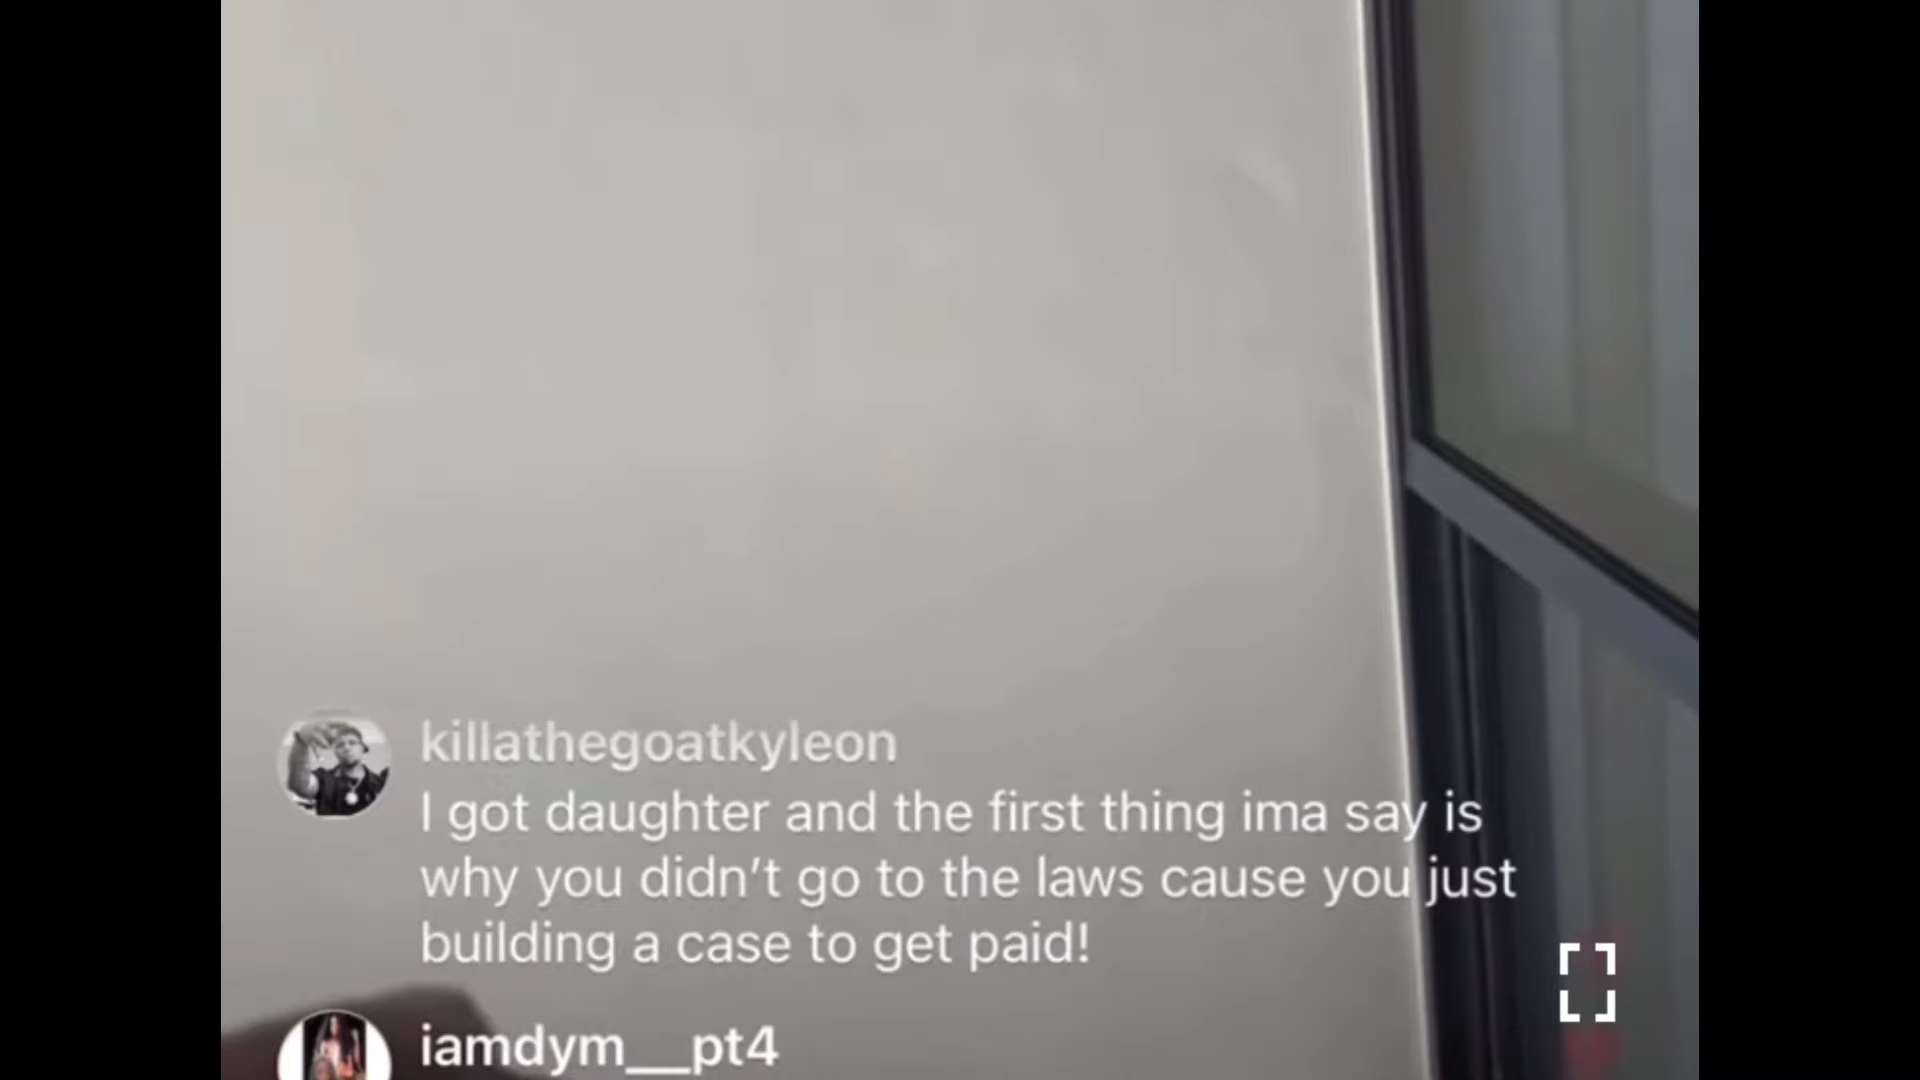 killathegoatkyleon
I got daughter and the first thing ima say is
why you didn't go to the laws cause you just
building a case to get paid!
iamdym__pt4